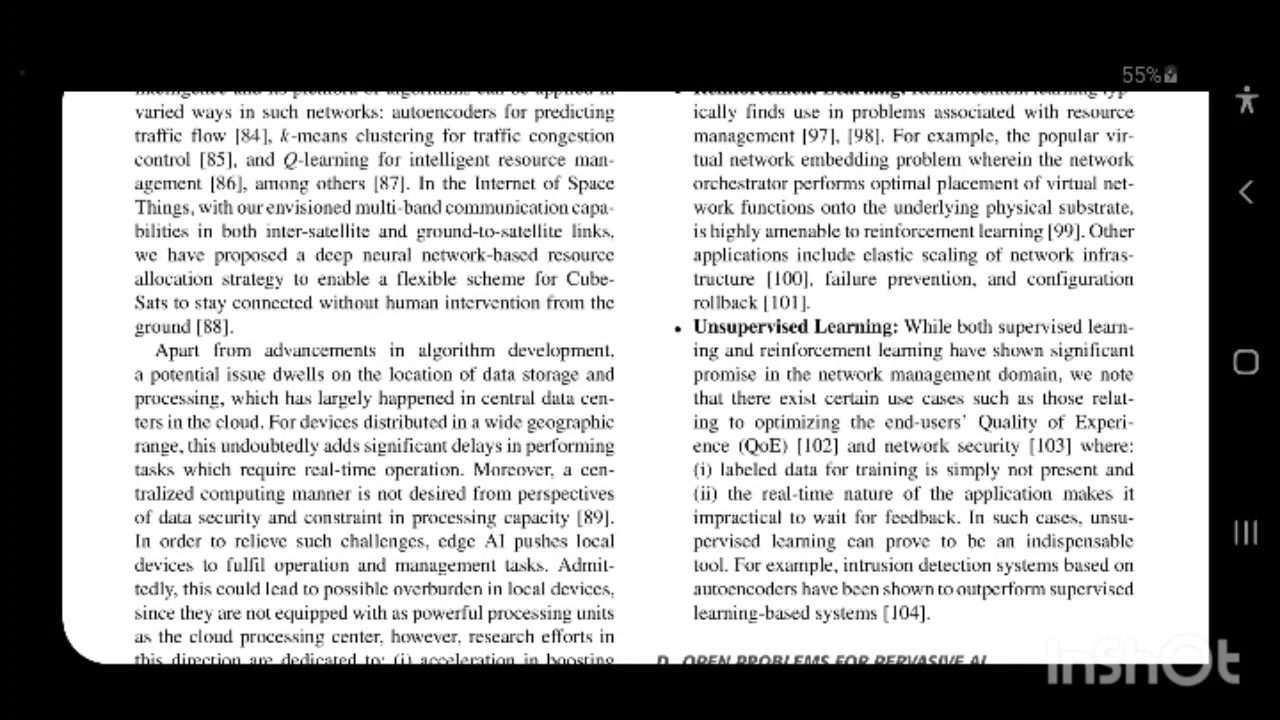 55%
varied ways in such networks: autoencoders for predicting
traffic flow [84], k-means clustering for traffic congestion
control [85], and Q-learning for intelligent resource man-
agement [86], among others [87]. In the Internet of Space
Things, with our envisioned multi-band communication capa-
bilities in both inter-satellite and ground-to-satellite links,
we have proposed a deep neural network-based resource
allocation strategy to enable a flexible scheme for Cube-
Sats to stay connected without human intervention from the
ground [88].
Apart from advancements in algorithm development,
a potential issue dwells on the location of data storage and
processing, which has largely happened in central data cen-
ters in the cloud. For devices distributed in a wide geographic
range, this undoubtedly adds significant delays in performing
tasks which require real-time operation. Moreover, a cen-
tralized computing manner is not desired from perspectives
of data security and constraint in processing capacity [89].
In order to relieve such challenges, edge AI pushes local
devices to fulfil operation and management tasks. Admit-
tedly, this could lead to possible overburden in local devices,
since they are not equipped with as powerful processing units
as the cloud processing center, however, research efforts in
this direction are dedicated to: (i) acceleration in boosting
• Reinforcement Learning: Reinforcement learning typ-
ically finds use in problems associated with resource
management [97], [98]. For example, the popular vir-
tual network embedding problem wherein the network
orchestrator performs optimal placement of virtual net-
work functions onto the underlying physical substrate,
is highly amenable to reinforcement learning [99]. Other
applications include elastic scaling of network infras-
tructure [100], failure prevention, and configuration
rollback [101].
• Unsupervised Learning: While both supervised learn-
ing and reinforcement learning have shown significant
promise in the network management domain, we note
that there exist certain use cases such as those relat-
ing to optimizing the end-users' Quality of Experi-
ence (QoE) [102] and network security [103] where:
(i) labeled data for training is simply not present and
(ii) the real-time nature of the application makes it
impractical to wait for feedback. In such cases, unsu-
pervised learning can prove to be an indispensable
tool. For example, intrusion detection systems based on
autoencoders have been shown to outperform supervised
learning-based systems [104].
D. OPEN PROBLEMS FOR PERVASIVE AI
InShOt